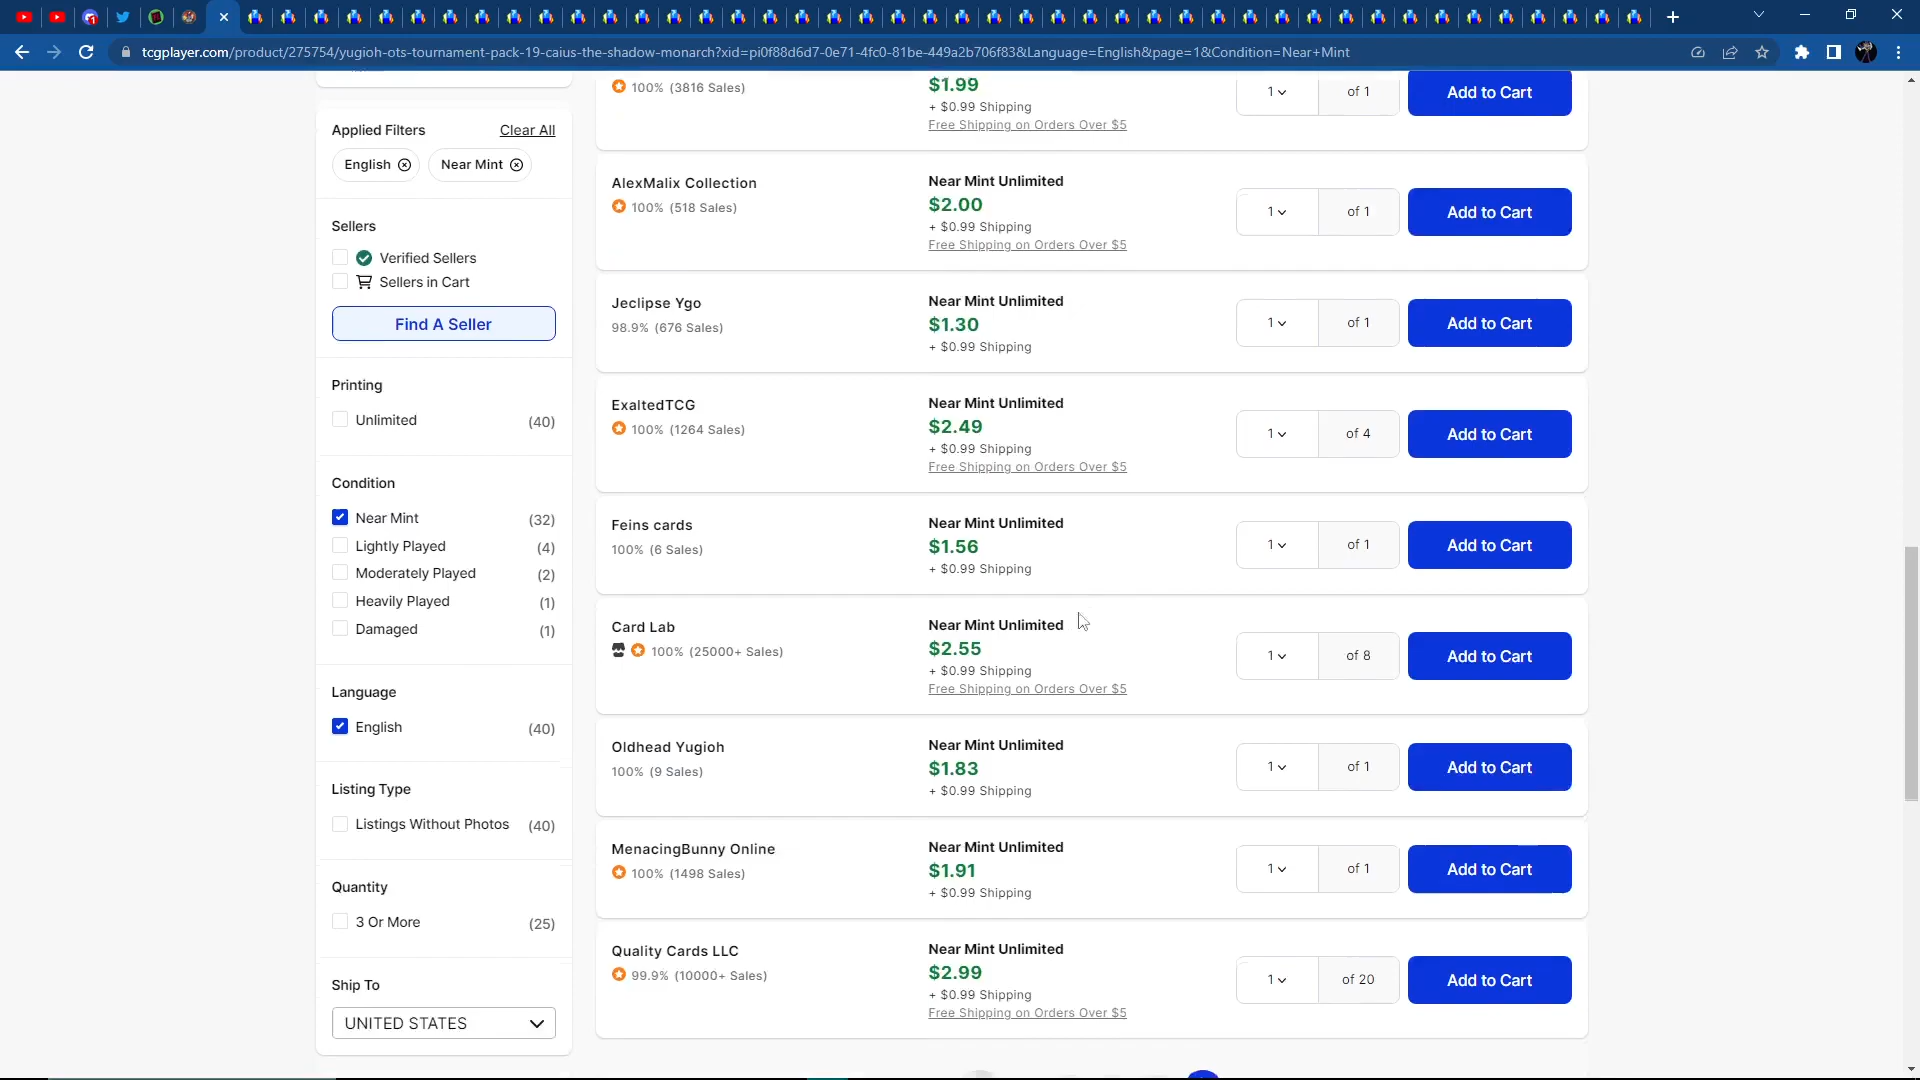 tcgplayer.com/product/275754/yugioh-ots-tournament-pack-19-caius-the-shadow-monarch?xid=pi0f88d6d7-0e71-4fc0-81be-449a2b706f83&Language=English&page=1&Condition=Near+Mint
Applied Filters Clear All
English Near Mint
Sellers
Verified Sellers
Sellers in Cart
Find A Seller
Printing
Unlimited (40)
Condition
Near Mint (32)
Lightly Played (4)
Moderately Played (2)
Heavily Played (1)
Damaged (1)
Language
English (40)
Listing Type
Listings Without Photos (40)
Quantity
3 Or More (25)
Ship To
UNITED STATES
100% (3816 Sales)
$1.99
+ $0.99 Shipping
Free Shipping on Orders Over $5
1 of 1 Add to Cart
AlexMalix Collection
100% (518 Sales)
Near Mint Unlimited
$2.00
+ $0.99 Shipping
Free Shipping on Orders Over $5
1 of 1 Add to Cart
Jeclipse Ygo
98.9% (676 Sales)
Near Mint Unlimited
$1.30
+ $0.99 Shipping
1 of 1 Add to Cart
ExaltedTCG
100% (1264 Sales)
Near Mint Unlimited
$2.49
+ $0.99 Shipping
Free Shipping on Orders Over $5
1 of 4 Add to Cart
Feins cards
100% (6 Sales)
Near Mint Unlimited
$1.56
+ $0.99 Shipping
1 of 1 Add to Cart
Card Lab
100% (25000+ Sales)
Near Mint Unlimited
$2.55
+ $0.99 Shipping
Free Shipping on Orders Over $5
1 of 8 Add to Cart
Oldhead Yugioh
100% (9 Sales)
Near Mint Unlimited
$1.83
+ $0.99 Shipping
1 of 1 Add to Cart
MenacingBunny Online
100% (1498 Sales)
Near Mint Unlimited
$1.91
+ $0.99 Shipping
1 of 1 Add to Cart
Quality Cards LLC
99.9% (10000+ Sales)
Near Mint Unlimited
$2.99
+ $0.99 Shipping
Free Shipping on Orders Over $5
1 of 20 Add to Cart